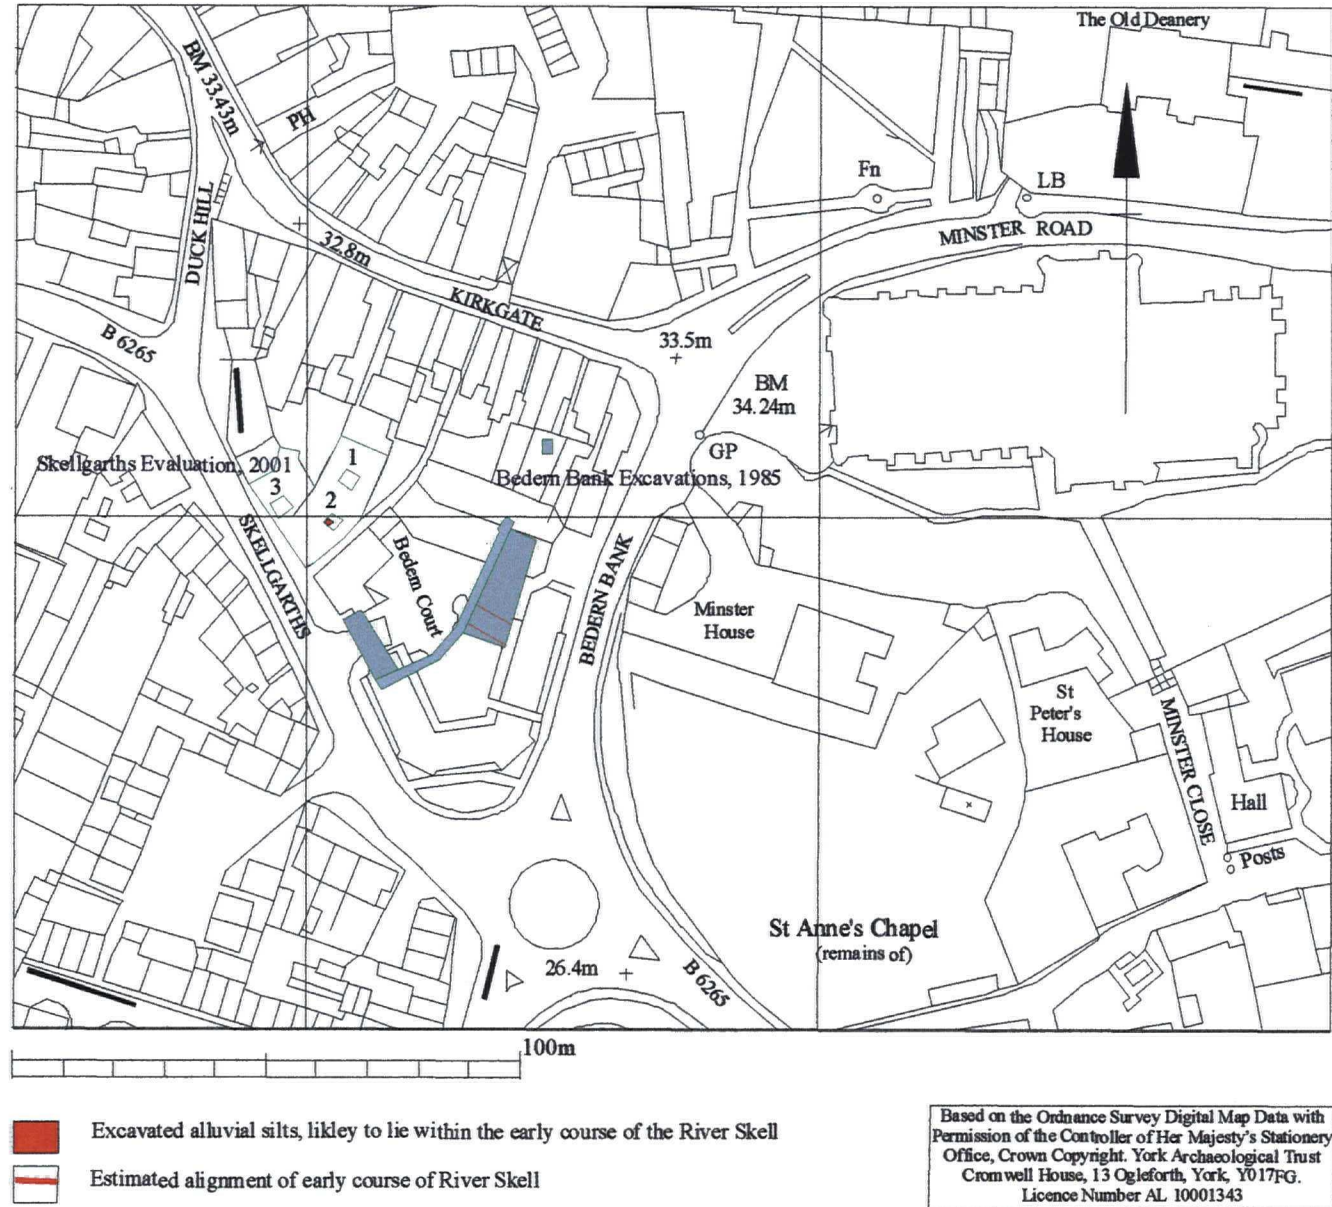 The Old Deanery
BM 33.43m
PH
Fn
LB
DUCK HILL
32.8m
MINSTER ROAD
KIRKGATE
B 6265
33.5m
BM
34.24m
GP
Skellgarths Evaluation, 2001
1
3
2
Bedern Bank Excavations, 1985
SKELLGARTHS
Bedern Court
BEDERN BANK
Minster
House
St
Peter's
House
MINSTER CLOSE
Hall
Posts
St Anne's Chapel
(remains of)
26.4m
B 6265
100m
Excavated alluvial silts, likley to lie within the early course of the River Skell
Estimated alignment of early course of River Skell
Based on the Ordnance Survey Digital Map Data with
Permission of the Controller of Her Majesty's Stationery
Office, Crown Copyright. York Archaeological Trust
Cromwell House, 13 Ogleforth, York, Y017FG.
Licence Number AL 10001343